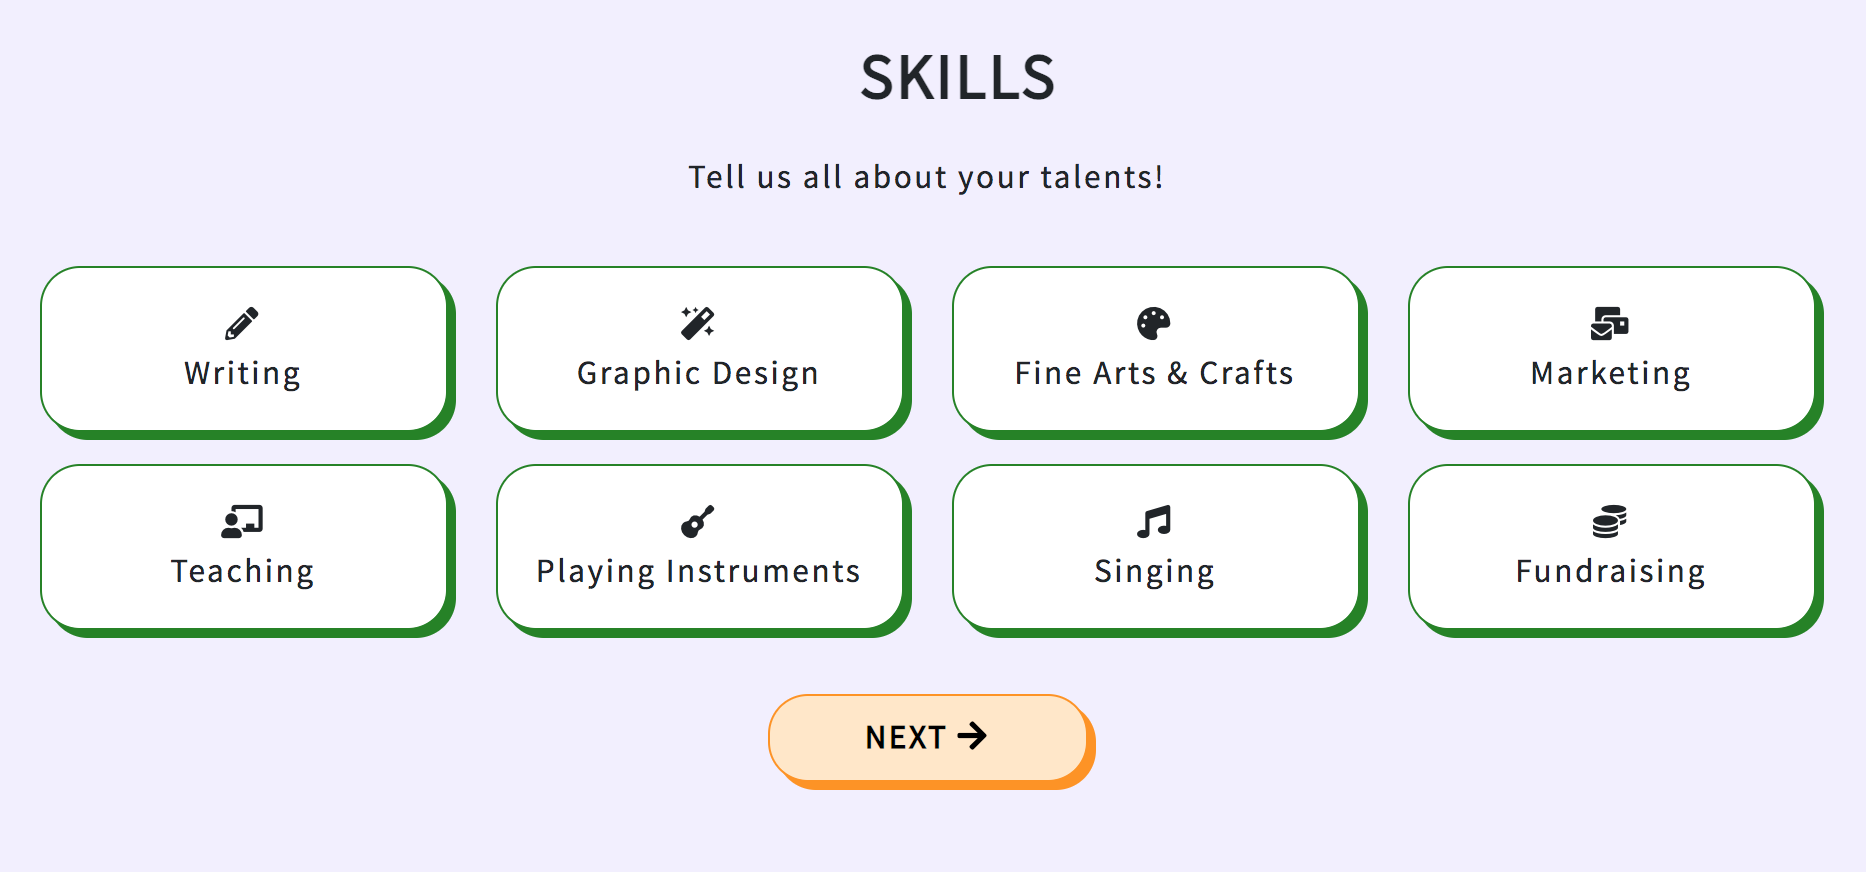 SKILLS
Tell us all about your talents!
Writing
Graphic Design
Fine Arts & Crafts
Marketing
Teaching
Playing Instruments
Singing
Fundraising
NEXT